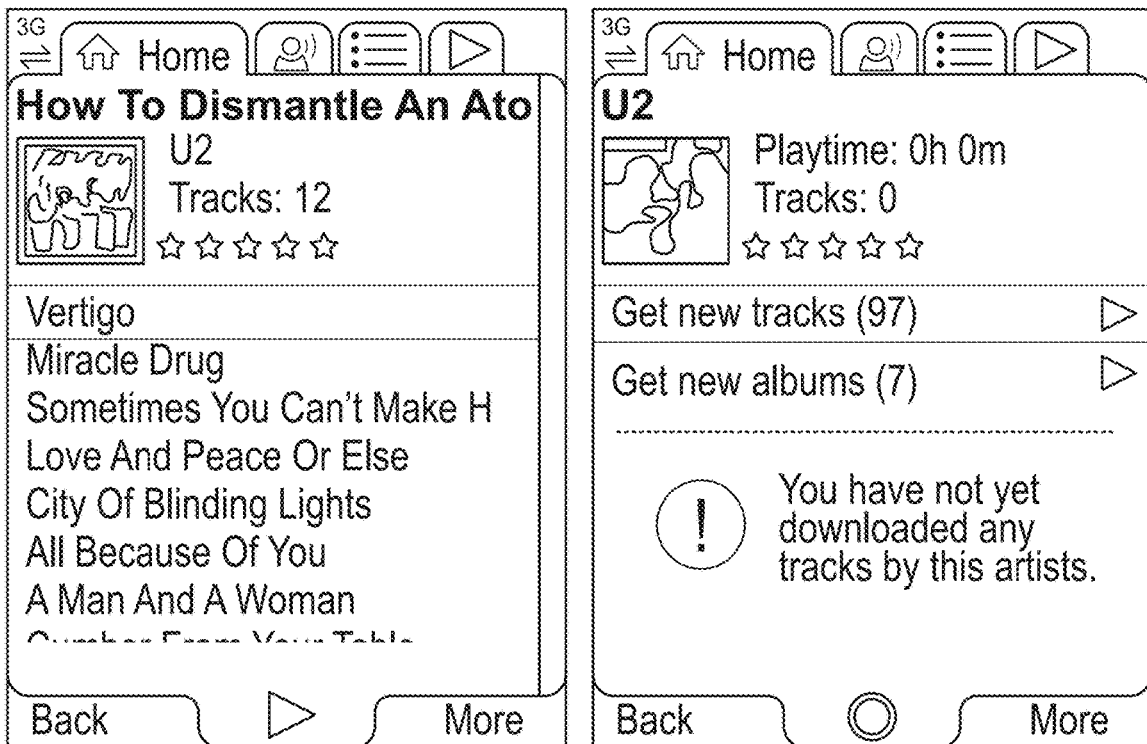 3G
Home
How To Dismantle An Ato
U2
Tracks: 12
Vertigo
Miracle Drug
Sometimes You Can't Make H
Love And Peace Or Else
City Of Blinding Lights
All Because Of You
A Man And A Woman
From Your Table
Back
More
3G
Home
U2
Playtime: 0h 0m
Tracks: 0
Get new tracks (97)
Get new albums (7)
!
You have not yet
downloaded any
tracks by this artists.
Back
More